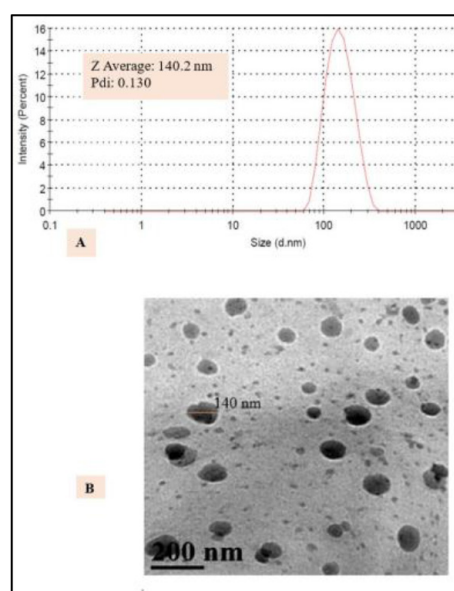 16
14
12
10
8
6
4
2
0
Intensity (Percent)
Z Average: 140.2 nm
Pdi: 0.130
0.1
1
10
100
1000
Size (d.nm)
A
140 nm
B
200 nm